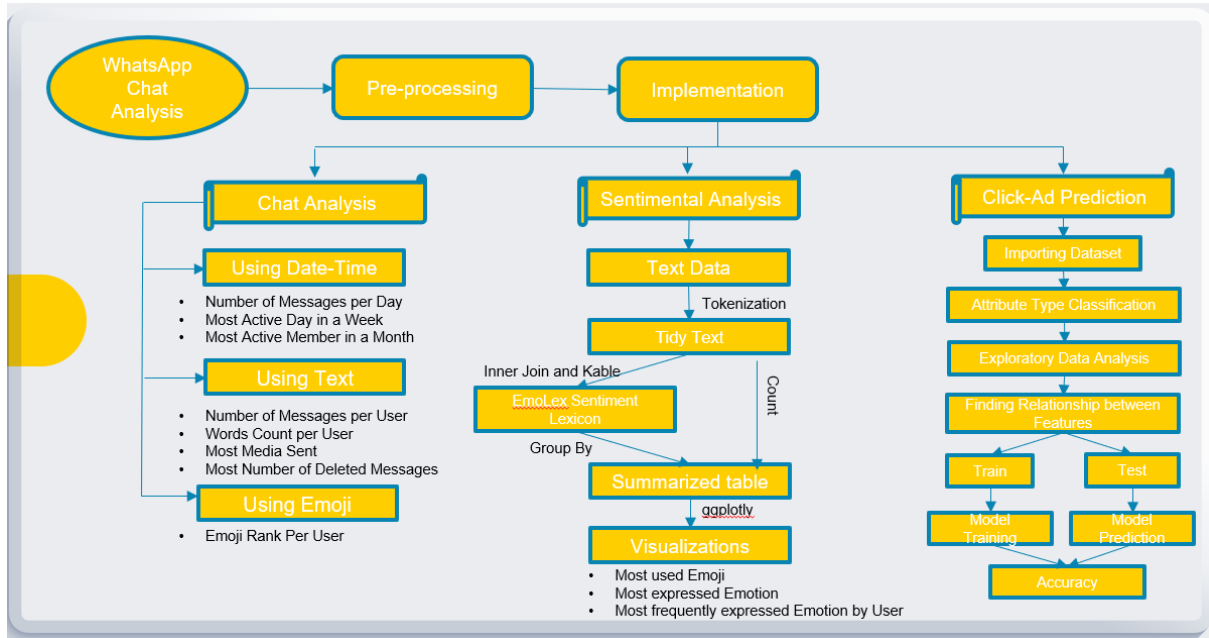 WhatsApp
Chat
Analysis
Pre-processing
Implementation
Chat Analysis
Using Date-Time
• Number of Messages per Day
• Most Active Day in a Week
• Most Active Member in a Month
Using Text
• Number of Messages per User
• Words Count per User
• Most Media Sent
• Most Number of Deleted Messages
Using Emoji
• Emoji Rank Per User
Sentimental Analysis
Text Data
Tokenization
Tidy Text
Inner Join and Kable
Count
EmoLex Sentiment
Lexicon
Group By
Summarized table
ggplotly
Visualizations
• Most used Emoji
• Most expressed Emotion
• Most frequently expressed Emotion by User
Click-Ad Prediction
Importing Dataset
Attribute Type Classification
Exploratory Data Analysis
Finding Relationship between
Features
Train
Test
Model
Training
Model
Prediction
Accuracy